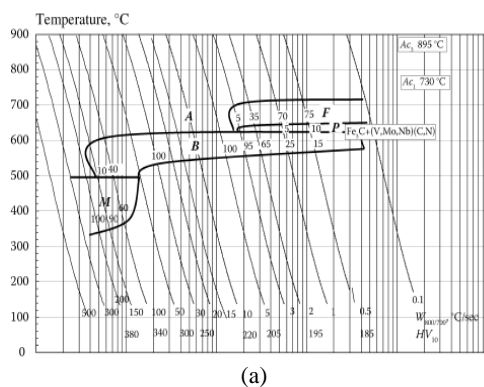 Temperature, °C
900
Ac₃ 895 °C
800
Ac₁ 730 °C
700
A
5 35 70 75 F
600
5 10 P Fe₃C+(V,Mo,Nb)(C,N)
B
100 100 95 65 25 15
500
10 40
400
M 60
100 90
300
200
200
100
500 300 150 100 50 30 20 15 10 5 3 2 1 0.5 0.1
°C/sec
0
380 340 300 250 220 205 195 185 HV₁₀
(a)